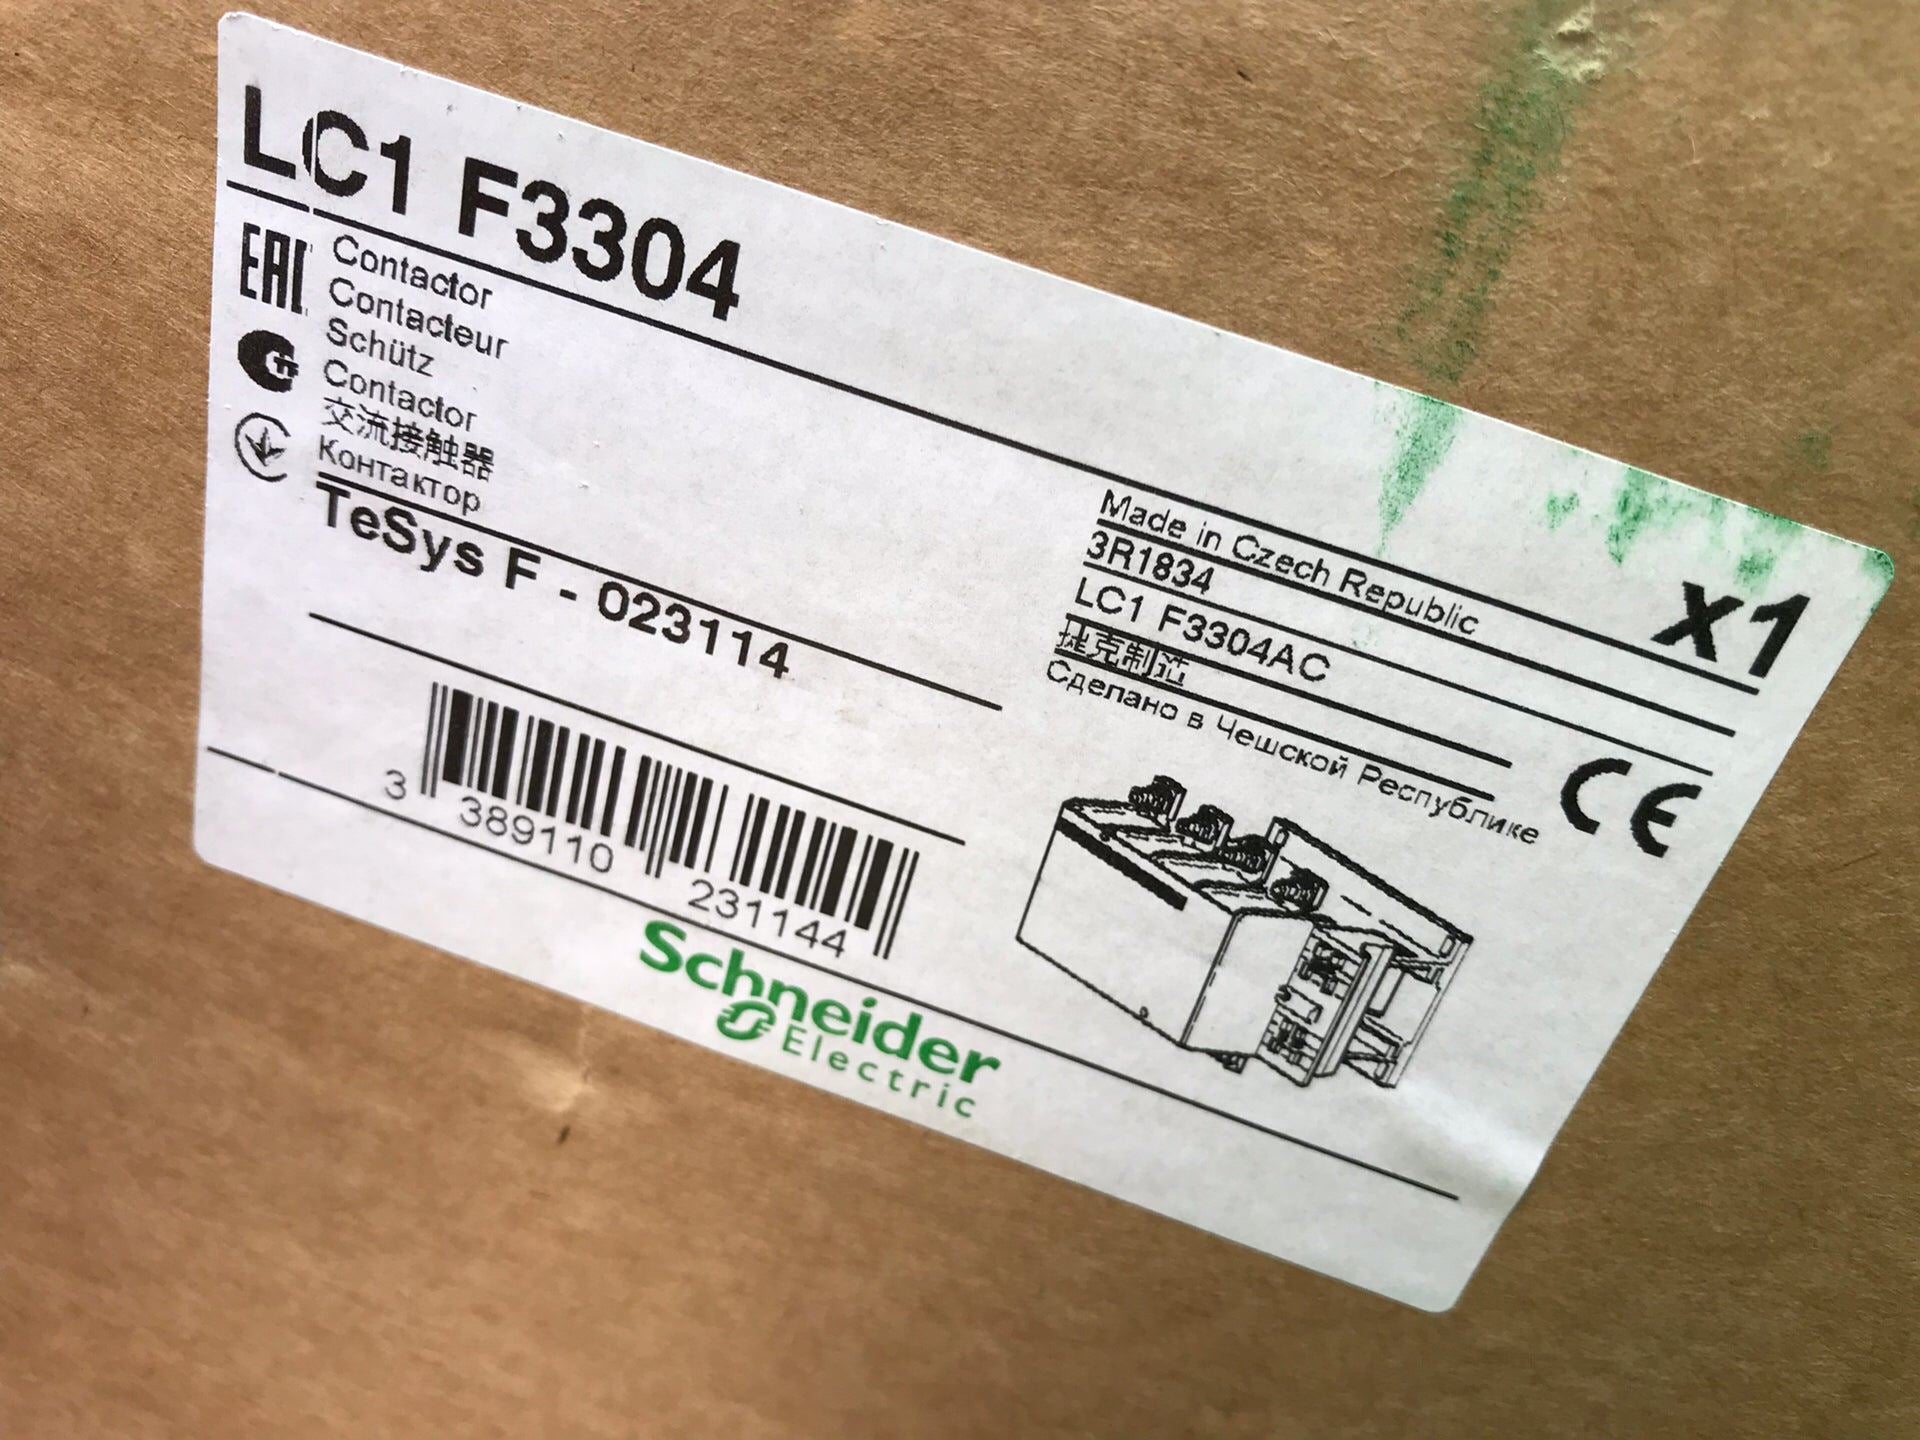 LC1 F3304
EAC
Contactor
Contacteur
Schütz
Contactor
交流接触器
Контактор
TeSys F - 023114
Made in Czech Republic
3R1834
LC1 F3304AC
捷克制造
Сделано в Чешской Республике
x1
CE
3 389110 231144
Schneider
Electric